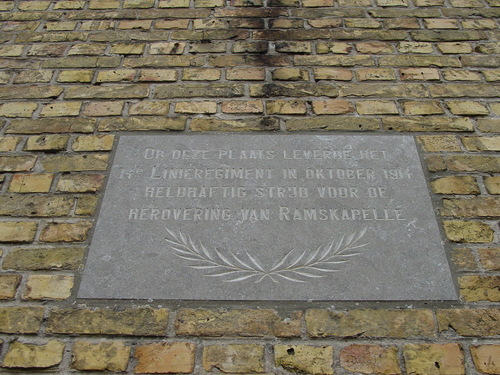 Op deze plaats leverde het
14e Linieregiment in oktober 1914
heldhaftig strijd voor de
herovering van Ramskapelle